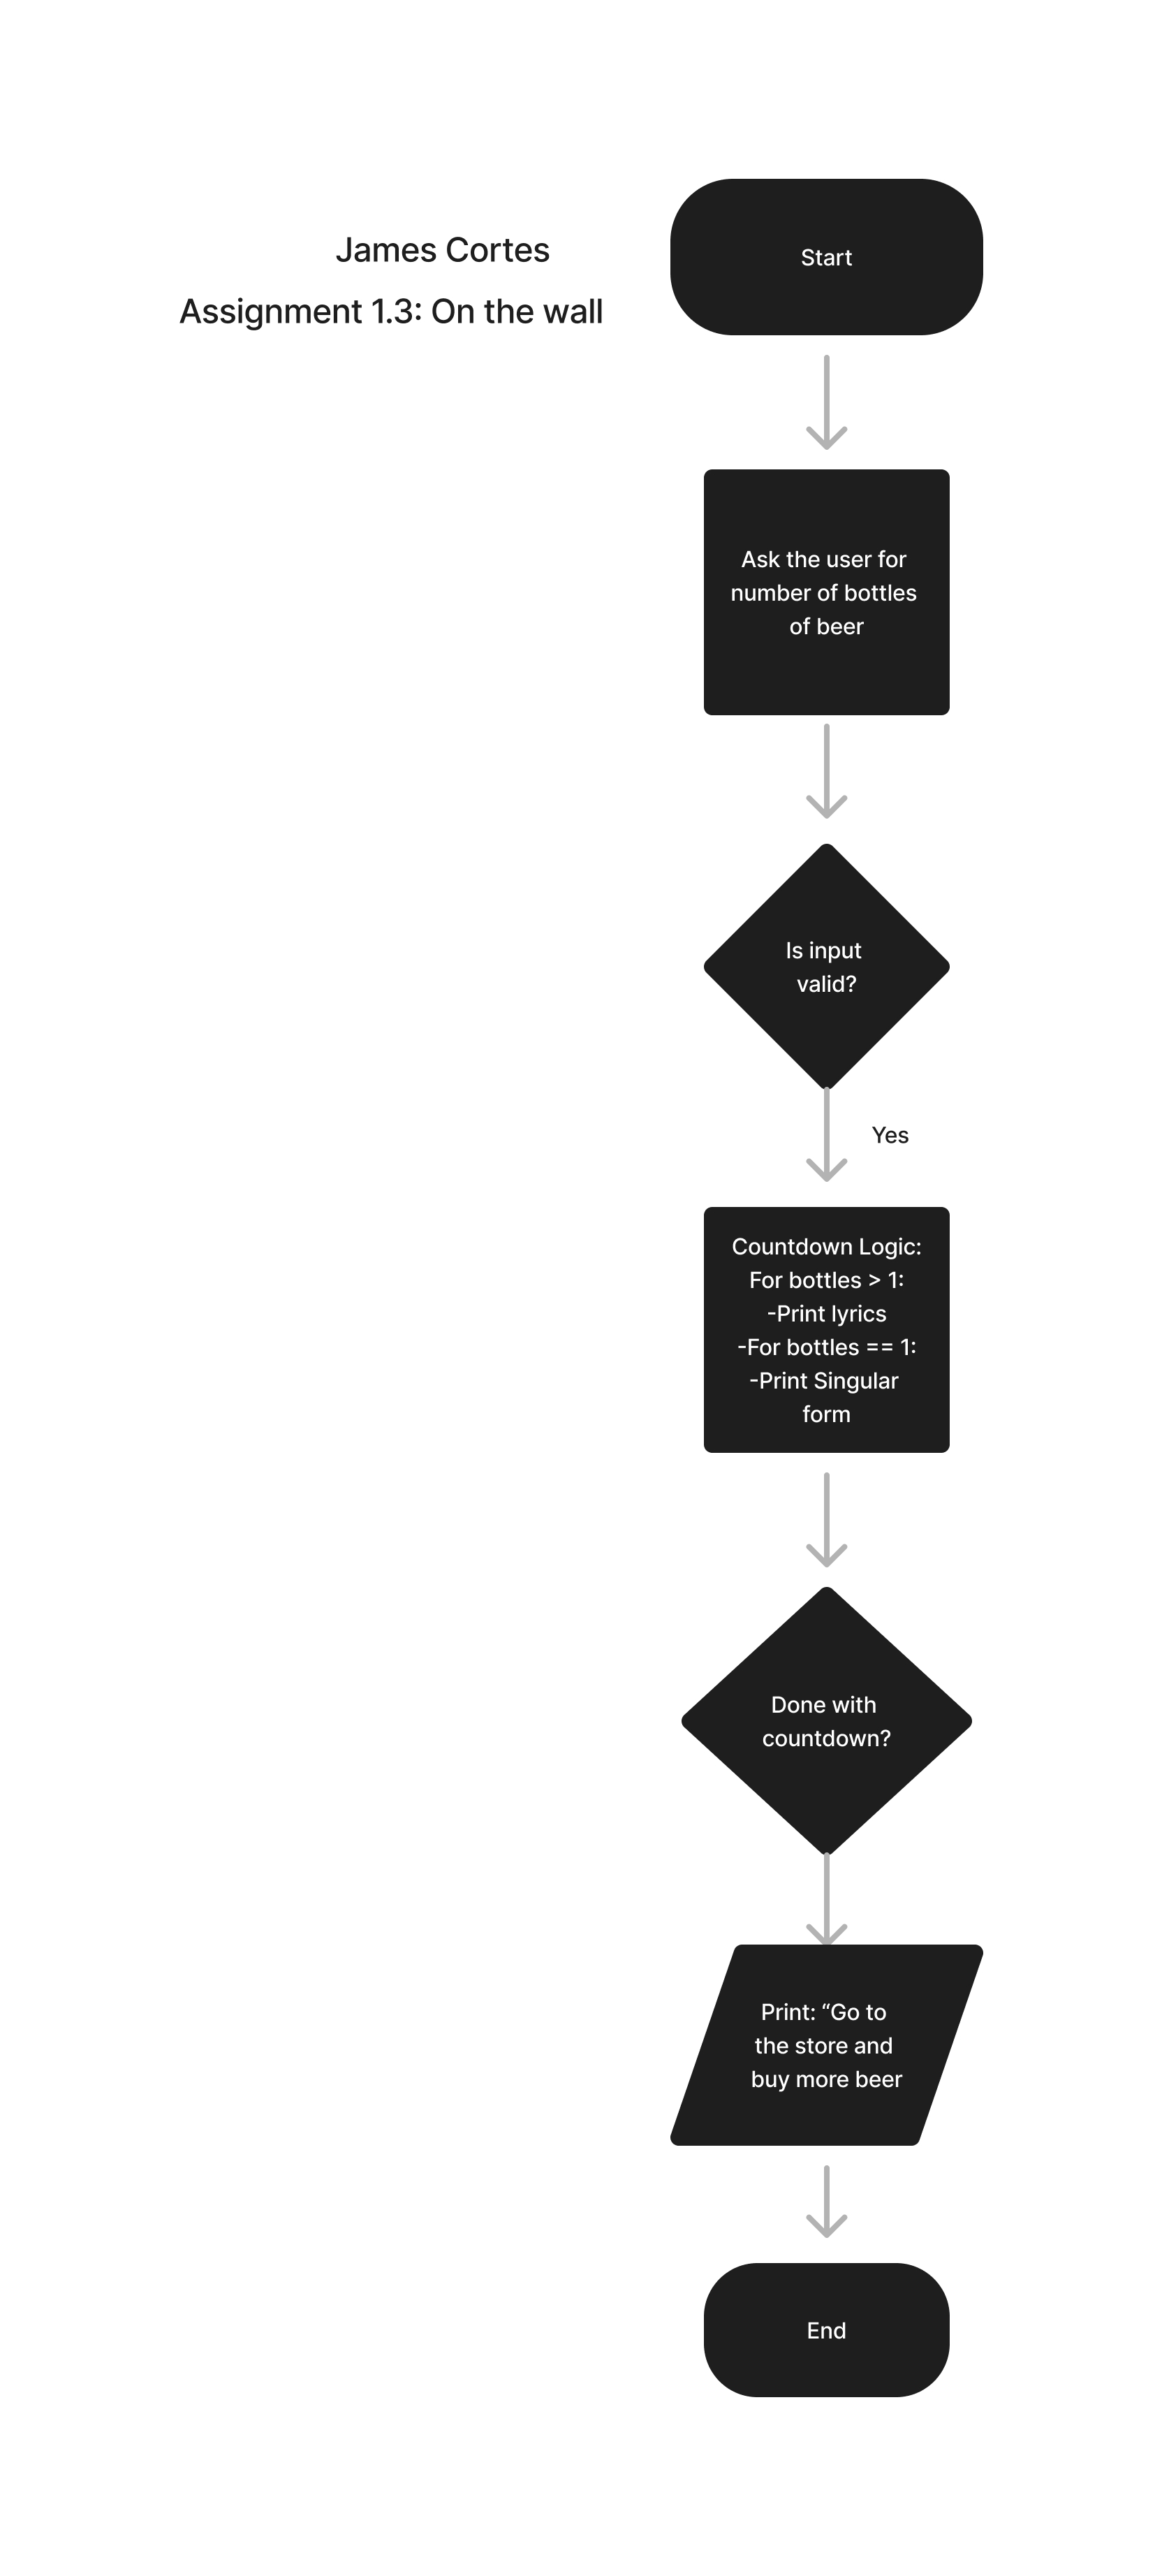 James Cortes
Assignment 1.3: On the wall
Start
Ask the user for
number of bottles
of beer
Is input
valid?
Yes
Countdown Logic:
For bottles > 1:
-Print lyrics
-For bottles == 1:
-Print Singular
form
Done with
countdown?
Print: “Go to
the store and
buy more beer
End